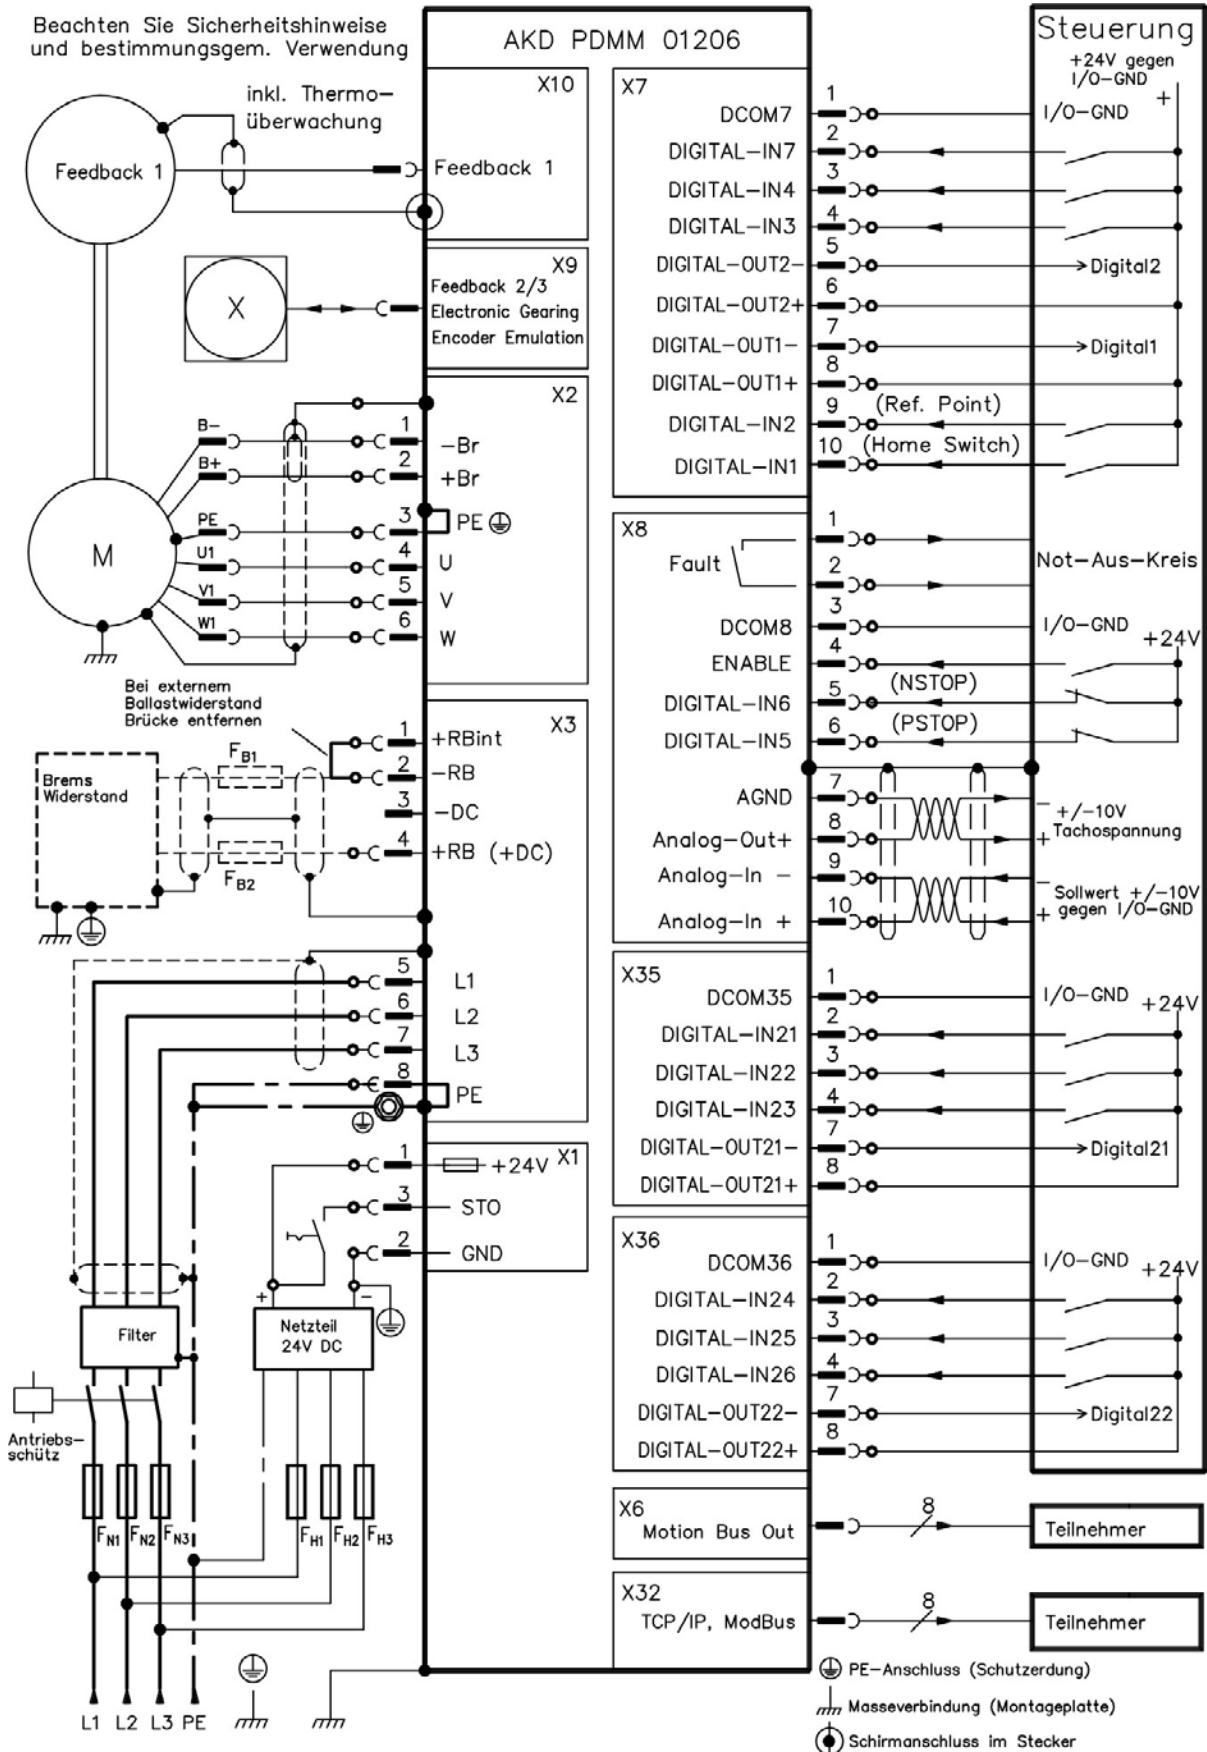 Beachten Sie Sicherheitshinweise
und bestimmungsgem. Verwendung
AKD PDMM 01206
Steuerung
inkl. Thermo-
überwachung
Feedback 1
X10
Feedback 1
X9
Feedback 2/3
Electronic Gearing
Encoder Emulation
X
X2
B- 1 -Br
B+ 2 +Br
PE 3 PE
U1 4 U
V1 5 V
W1 6 W
M
Bei externem
Ballastwiderstand
Brücke entfernen
X3
Brems
Widerstand
FB1
FB2
1 +RBint
2 -RB
3 -DC
4 +RB (+DC)
5 L1
6 L2
7 L3
8 PE
X1
1 +24V
3 STO
2 GND
+ -
Filter
Netzteil
24V DC
Antriebs-
schütz
FN1 FN2 FN3 FH1 FH2 FH3
L1 L2 L3 PE
X7
+24V gegen
I/O-GND
+
DCOM7 1 I/O-GND
DIGITAL-IN7 2
DIGITAL-IN4 3
DIGITAL-IN3 4
DIGITAL-OUT2- 5 Digital2
DIGITAL-OUT2+ 6
DIGITAL-OUT1- 7 Digital1
DIGITAL-OUT1+ 8
DIGITAL-IN2 9 (Ref. Point)
DIGITAL-IN1 10 (Home Switch)
X8
Fault 1
2
Not-Aus-Kreis
DCOM8 3 I/O-GND
+24V
ENABLE 4
DIGITAL-IN6 5 (NSTOP)
DIGITAL-IN5 6 (PSTOP)
AGND 7 -
+/-10V
Tachospannung
Analog-Out+ 8 +
Analog-In - 9 -
Sollwert +/-10V
gegen I/O-GND
Analog-In + 10 +
X35
DCOM35 1 I/O-GND +24V
DIGITAL-IN21 2
DIGITAL-IN22 3
DIGITAL-IN23 4
DIGITAL-OUT21- 7 Digital21
DIGITAL-OUT21+ 8
X36
DCOM36 1 I/O-GND +24V
DIGITAL-IN24 2
DIGITAL-IN25 3
DIGITAL-IN26 4
DIGITAL-OUT22- 7 Digital22
DIGITAL-OUT22+ 8
X6
Motion Bus Out 8 Teilnehmer
X32
TCP/IP, ModBus 8 Teilnehmer
PE-Anschluss (Schutzerdung)
Masseverbindung (Montageplatte)
Schirmanschluss im Stecker